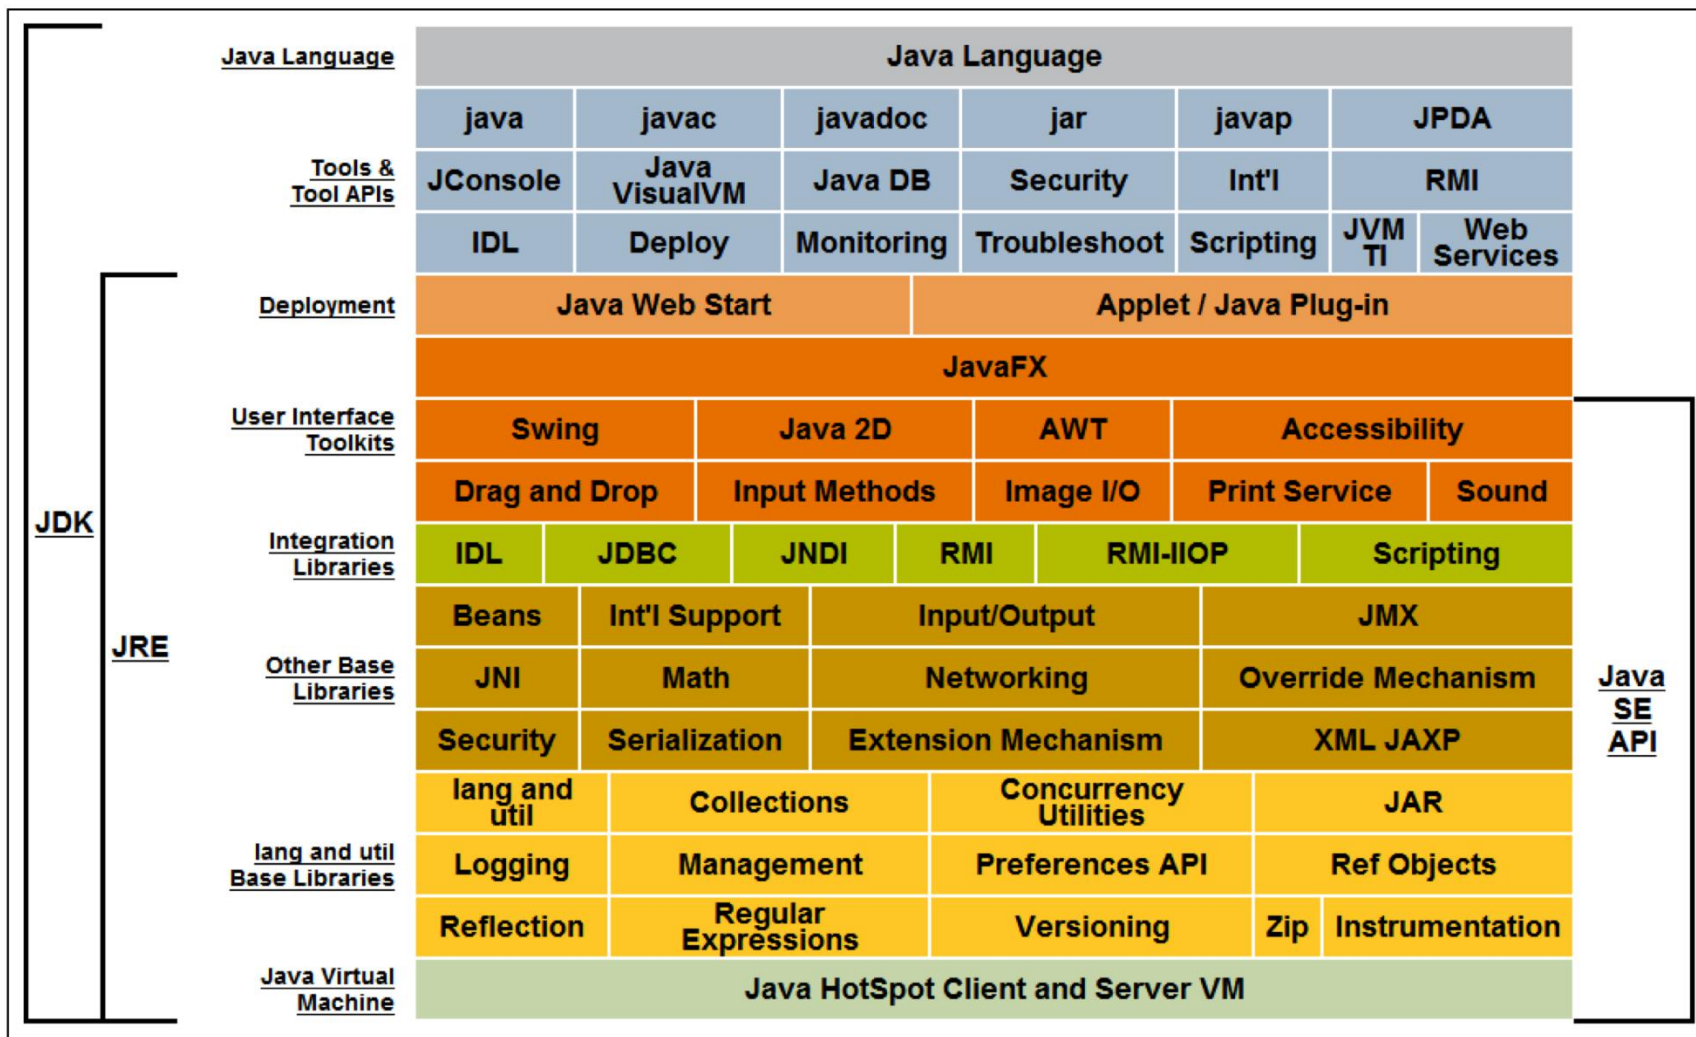 Java Language
Java Language
java javac javadoc jar javap JPDA
Tools &
Tool APIs
JConsole Java
VisualVM Java DB Security Int'l RMI
IDL Deploy Monitoring Troubleshoot Scripting JVM
TI Web
Services
Deployment
Java Web Start Applet / Java Plug-in
JavaFX
User Interface
Toolkits
Swing Java 2D AWT Accessibility
Drag and Drop Input Methods Image I/O Print Service Sound
JDK
Integration
Libraries
IDL JDBC JNDI RMI RMI-IIOP Scripting
Beans Int'l Support Input/Output JMX
JRE
Other Base
Libraries
JNI Math Networking Override Mechanism
Java
SE
API
Security Serialization Extension Mechanism XML JAXP
lang and
util Collections Concurrency
Utilities JAR
lang and util
Base Libraries
Logging Management Preferences API Ref Objects
Reflection Regular
Expressions Versioning Zip Instrumentation
Java Virtual
Machine
Java HotSpot Client and Server VM